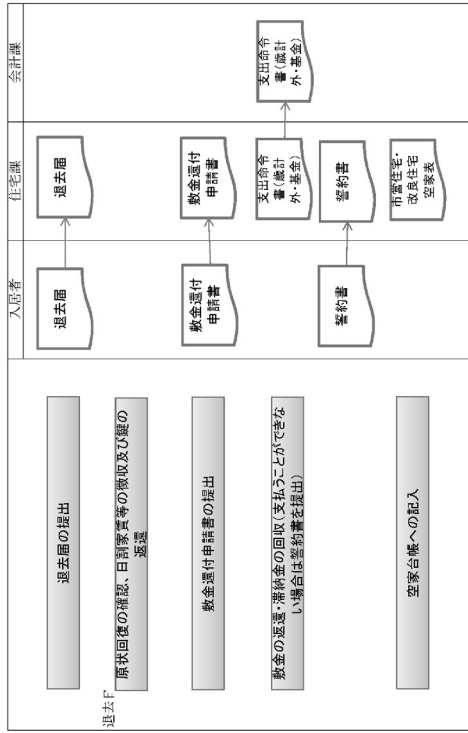 入居者
住宅課
会計課
退去届の提出
退去届
退去届
退去F
原状回復の確認、日割家賃等の徴収及び鍵の
返還
敷金還付申請書の提出
敷金還付
申請書
敷金還付
申請書
敷金の返還・滞納金の回収(支払うことができな
い場合は誓約書を提出)
支出命令
書(歳計
外・基金)
支出命令
書(歳計
外・基金)
誓約書
誓約書
空家台帳への記入
市営住宅・
改良住宅
空家表